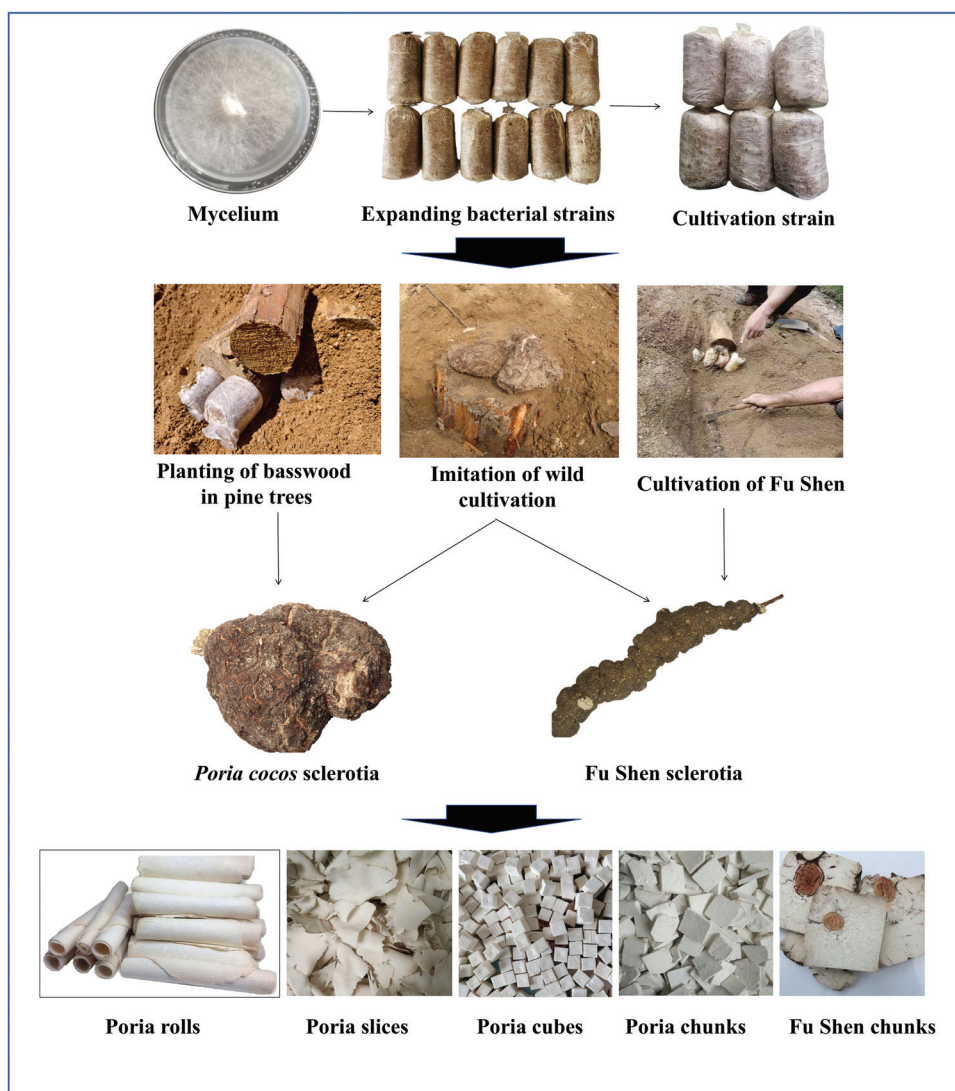 Mycelium
Expanding bacterial strains
Cultivation strain
Planting of basswood
in pine trees
Imitation of wild
cultivation
Cultivation of Fu Shen
Poria cocos sclerotia
Fu Shen sclerotia
Poria rolls
Poria slices
Poria cubes
Poria chunks
Fu Shen chunks